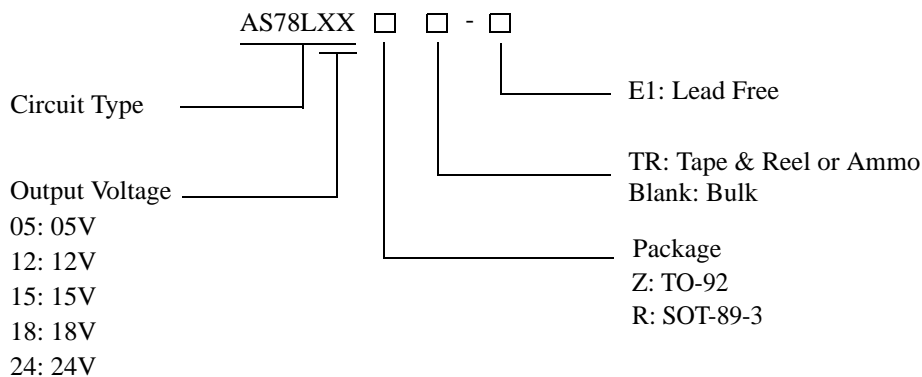 AS78LXX □ □ - □
Circuit Type
E1: Lead Free
TR: Tape & Reel or Ammo
Blank: Bulk
Output Voltage
05: 05V
12: 12V
15: 15V
18: 18V
24: 24V
Package
Z: TO-92
R: SOT-89-3